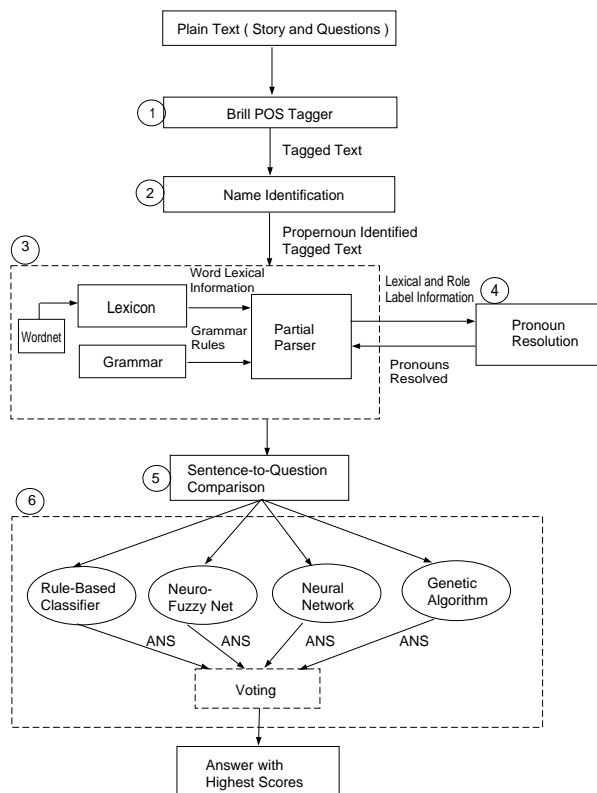 Plain Text ( Story and Questions )
1
Brill POS Tagger
Tagged Text
2
Name Identification
Propernoun Identified
Tagged Text
3
Word Lexical
Information
Lexicon
Wordnet
Grammar
Rules
Grammar
Partial
Parser
Lexical and Role
Label Information
4
Pronoun
Resolution
Pronouns
Resolved
5
Sentence-to-Question
Comparison
6
Rule-Based
Classifier
Neuro-
Fuzzy Net
Neural
Network
Genetic
Algorithm
ANS
ANS
ANS
ANS
Voting
Answer with
Highest Scores